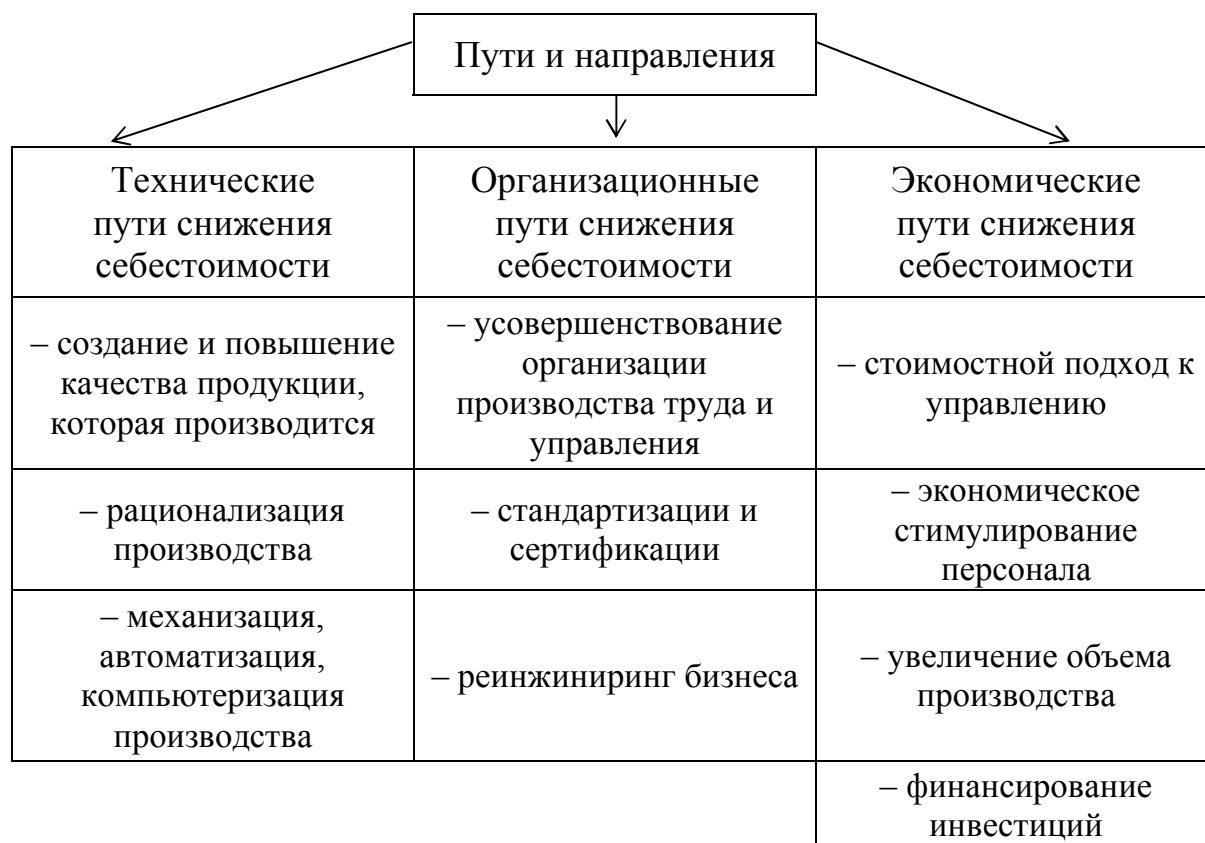 Пути и направления
Технические
пути снижения
себестоимости
Организационные
пути снижения
себестоимости
Экономические
пути снижения
себестоимости
– создание и повышение
качества продукции,
которая производится
– усовершенствование
организации
производства труда и
управления
– стоимостной подход к
управлению
– рационализация
производства
– стандартизации и
сертификации
– экономическое
стимулирование
персонала
– механизация,
автоматизация,
компьютеризация
производства
– реинжиниринг бизнеса
– увеличение объема
производства
– финансирование
инвестиций